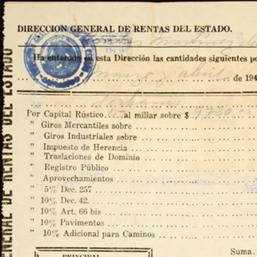 DIRECCION GENERAL DE RENTAS DEL ESTADO.
Ha enterado en esta Dirección las cantidades siguientes po
de 194
Por Capital Rústico.....al millar sobre $
" Giros Mercantiles sobre
" Giros Industriales sobre
" Impuesto de Herencia
" Traslaciones de Dominio
" Registro Público
" Aprovechamientos
" 5% Dec. 257
" 10% Dec. 42.
" 10% Art. 66 bis
" 10% Pavimentos
" 10% Adicional para Caminos
PRINCIPAL
Suma.
GENERAL DE RENTAS DEL ESTADO